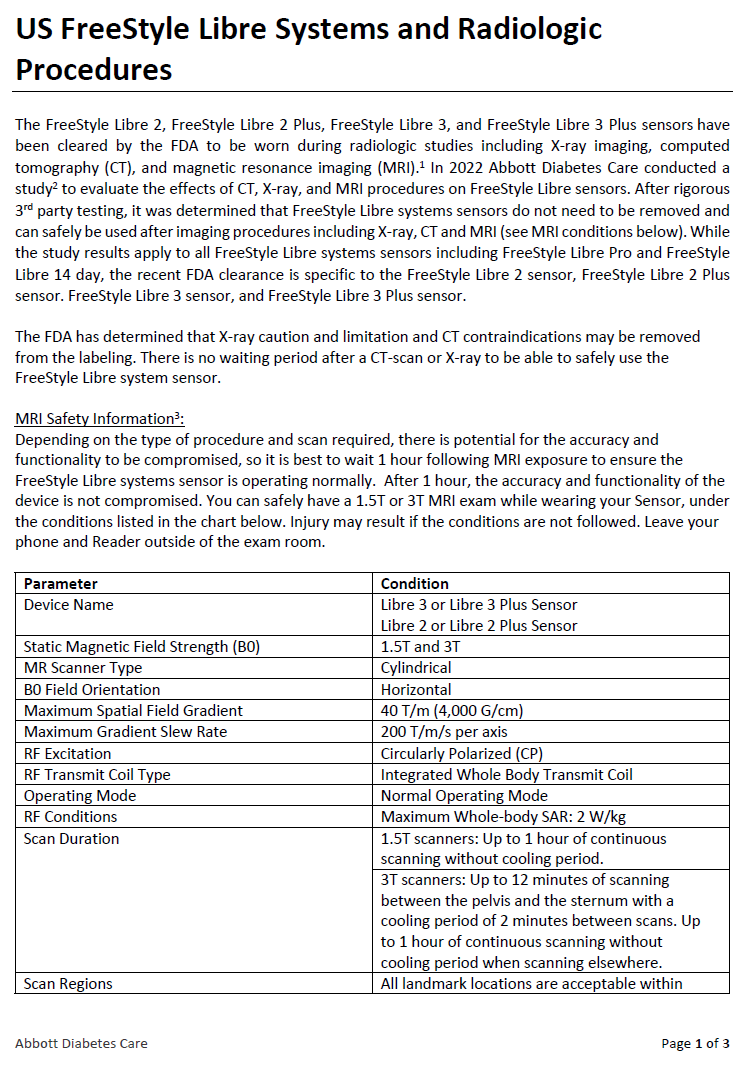 US FreeStyle Libre Systems and Radiologic
Procedures
The FreeStyle Libre 2, FreeStyle Libre 2 Plus, FreeStyle Libre 3, and FreeStyle Libre 3 Plus sensors have
been cleared by the FDA to be worn during radiologic studies including X-ray imaging, computed
tomography (CT), and magnetic resonance imaging (MRI).¹ In 2022 Abbott Diabetes Care conducted a
study² to evaluate the effects of CT, X-ray, and MRI procedures on FreeStyle Libre sensors. After rigorous
3ʳᵈ party testing, it was determined that FreeStyle Libre systems sensors do not need to be removed and
can safely be used after imaging procedures including X-ray, CT and MRI (see MRI conditions below). While
the study results apply to all FreeStyle Libre systems sensors including FreeStyle Libre Pro and FreeStyle
Libre 14 day, the recent FDA clearance is specific to the FreeStyle Libre 2 sensor, FreeStyle Libre 2 Plus
sensor. FreeStyle Libre 3 sensor, and FreeStyle Libre 3 Plus sensor.
The FDA has determined that X-ray caution and limitation and CT contraindications may be removed
from the labeling. There is no waiting period after a CT-scan or X-ray to be able to safely use the
FreeStyle Libre system sensor.
MRI Safety Information³:
Depending on the type of procedure and scan required, there is potential for the accuracy and
functionality to be compromised, so it is best to wait 1 hour following MRI exposure to ensure the
FreeStyle Libre systems sensor is operating normally. After 1 hour, the accuracy and functionality of the
device is not compromised. You can safely have a 1.5T or 3T MRI exam while wearing your Sensor, under
the conditions listed in the chart below. Injury may result if the conditions are not followed. Leave your
phone and Reader outside of the exam room.
Parameter Condition
Device Name Libre 3 or Libre 3 Plus Sensor
Libre 2 or Libre 2 Plus Sensor
Static Magnetic Field Strength (B0) 1.5T and 3T
MR Scanner Type Cylindrical
B0 Field Orientation Horizontal
Maximum Spatial Field Gradient 40 T/m (4,000 G/cm)
Maximum Gradient Slew Rate 200 T/m/s per axis
RF Excitation Circularly Polarized (CP)
RF Transmit Coil Type Integrated Whole Body Transmit Coil
Operating Mode Normal Operating Mode
RF Conditions Maximum Whole-body SAR: 2 W/kg
Scan Duration 1.5T scanners: Up to 1 hour of continuous
scanning without cooling period.
3T scanners: Up to 12 minutes of scanning
between the pelvis and the sternum with a
cooling period of 2 minutes between scans. Up
to 1 hour of continuous scanning without
cooling period when scanning elsewhere.
Scan Regions All landmark locations are acceptable within
Abbott Diabetes Care Page 1 of 3